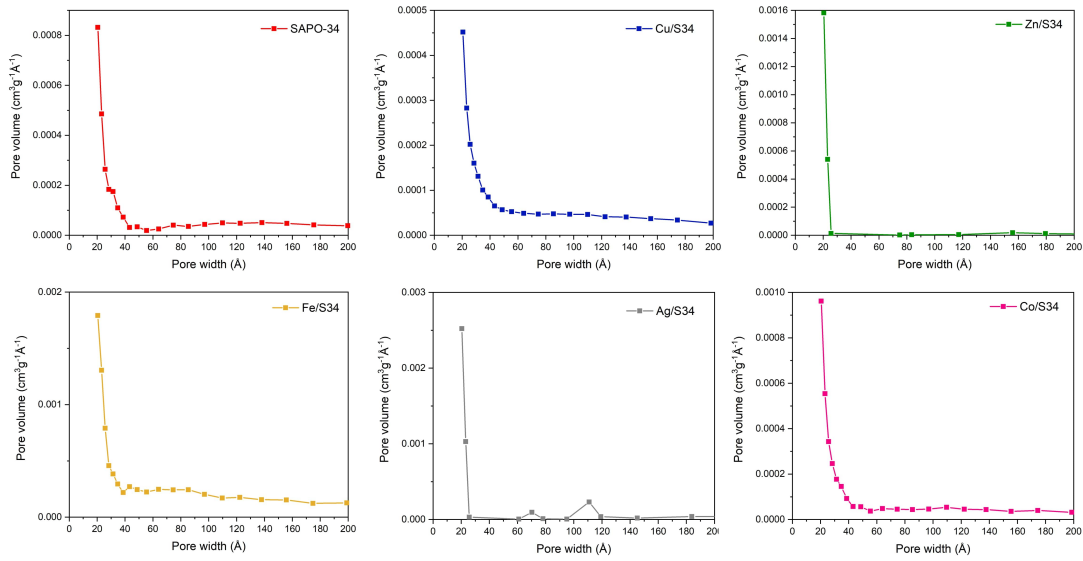 SAPO-34
Pore volume (cm³g⁻¹Å⁻¹)
0.0008
0.0006
0.0004
0.0002
0.0000
0 20 40 60 80 100 120 140 160 180 200
Pore width (Å)
Cu/S34
Pore volume (cm³g⁻¹Å⁻¹)
0.0005
0.0004
0.0003
0.0002
0.0001
0.0000
0 20 40 60 80 100 120 140 160 180 200
Pore width (Å)
Zn/S34
Pore volume (cm³g⁻¹Å⁻¹)
0.0016
0.0014
0.0012
0.0010
0.0008
0.0006
0.0004
0.0002
0.0000
0 20 40 60 80 100 120 140 160 180 200
Pore width (Å)
Fe/S34
Pore volume (cm³g⁻¹Å⁻¹)
0.002
0.001
0.000
0 20 40 60 80 100 120 140 160 180 200
Pore width (Å)
Ag/S34
Pore volume (cm³g⁻¹Å⁻¹)
0.003
0.002
0.001
0.000
0 20 40 60 80 100 120 140 160 180 200
Pore width (Å)
Co/S34
Pore volume (cm³g⁻¹Å⁻¹)
0.0010
0.0008
0.0006
0.0004
0.0002
0.0000
0 20 40 60 80 100 120 140 160 180 200
Pore width (Å)